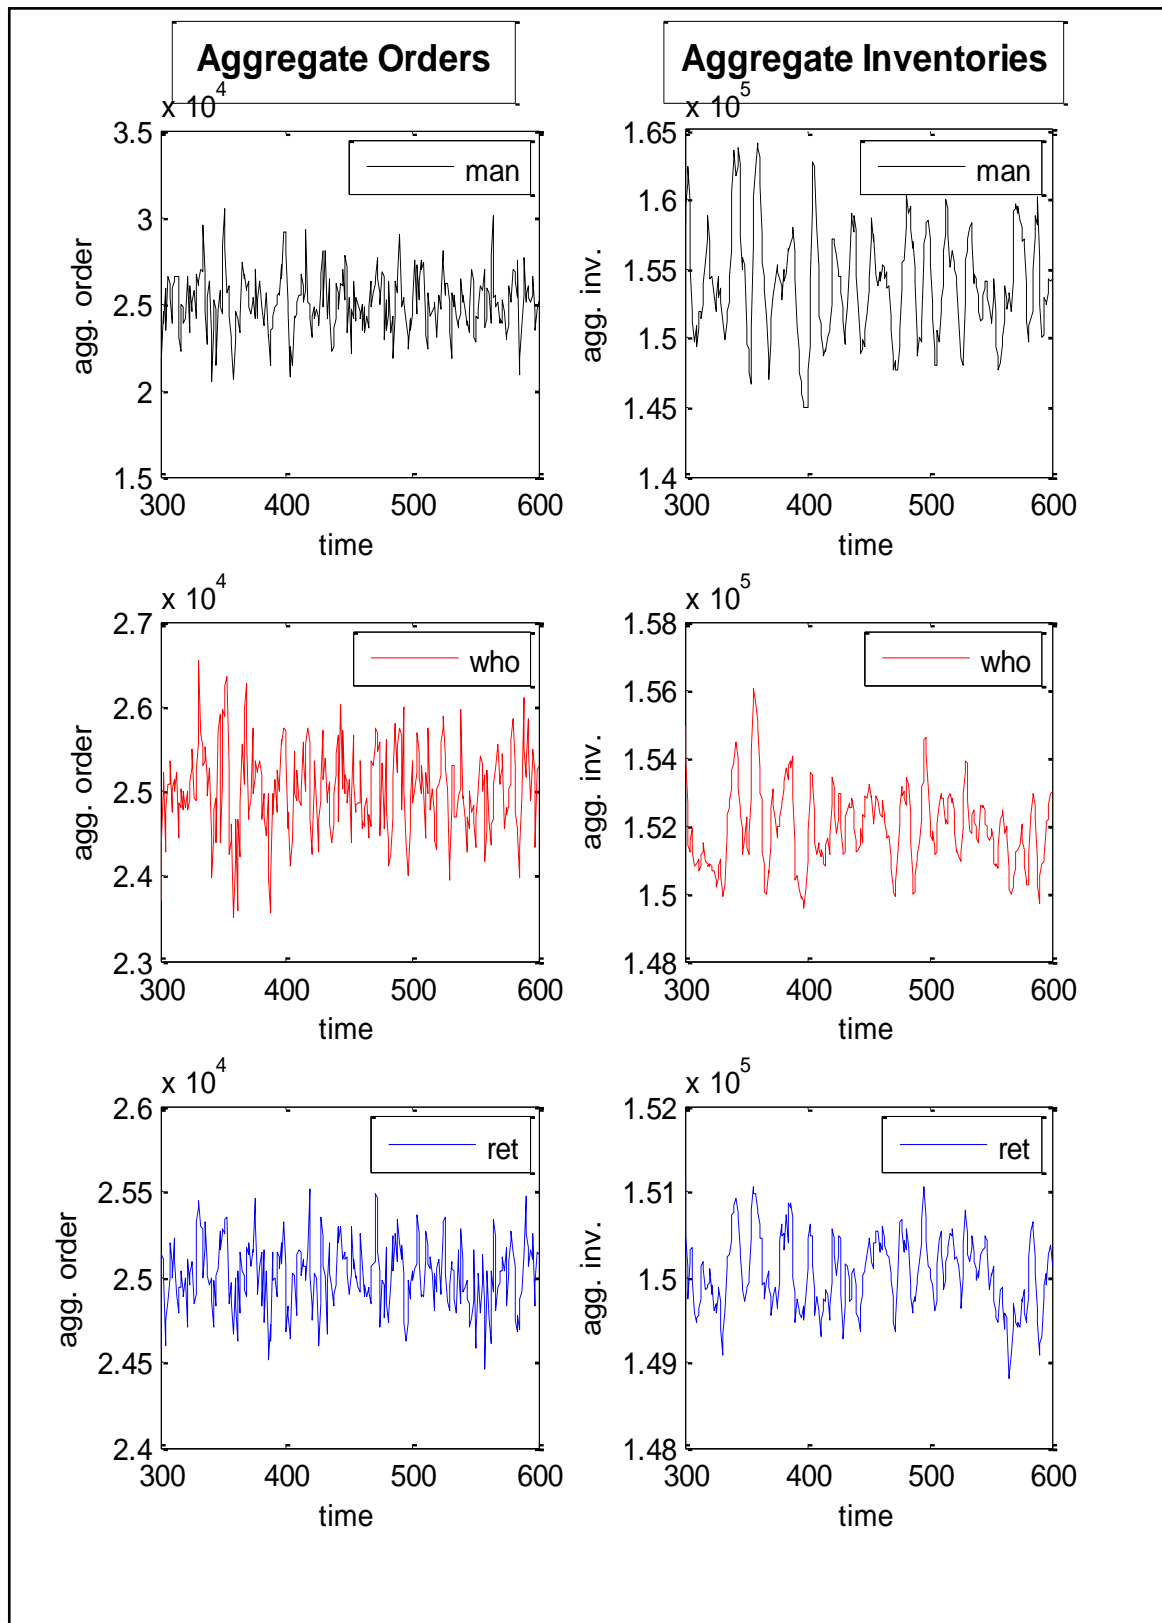 Aggregate Orders
Aggregate Inventories
x 10^4
3.5
3
2.5
2
1.5
300
400
500
600
agg. order
time
man
x 10^5
1.65
1.6
1.55
1.5
1.45
1.4
300
400
500
600
agg. inv.
time
man
x 10^4
2.7
2.6
2.5
2.4
2.3
300
400
500
600
agg. order
time
who
x 10^5
1.58
1.56
1.54
1.52
1.5
1.48
300
400
500
600
agg. inv.
time
who
x 10^4
2.6
2.55
2.5
2.45
2.4
300
400
500
600
agg. order
time
ret
x 10^5
1.52
1.51
1.5
1.49
1.48
300
400
500
600
agg. inv.
time
ret